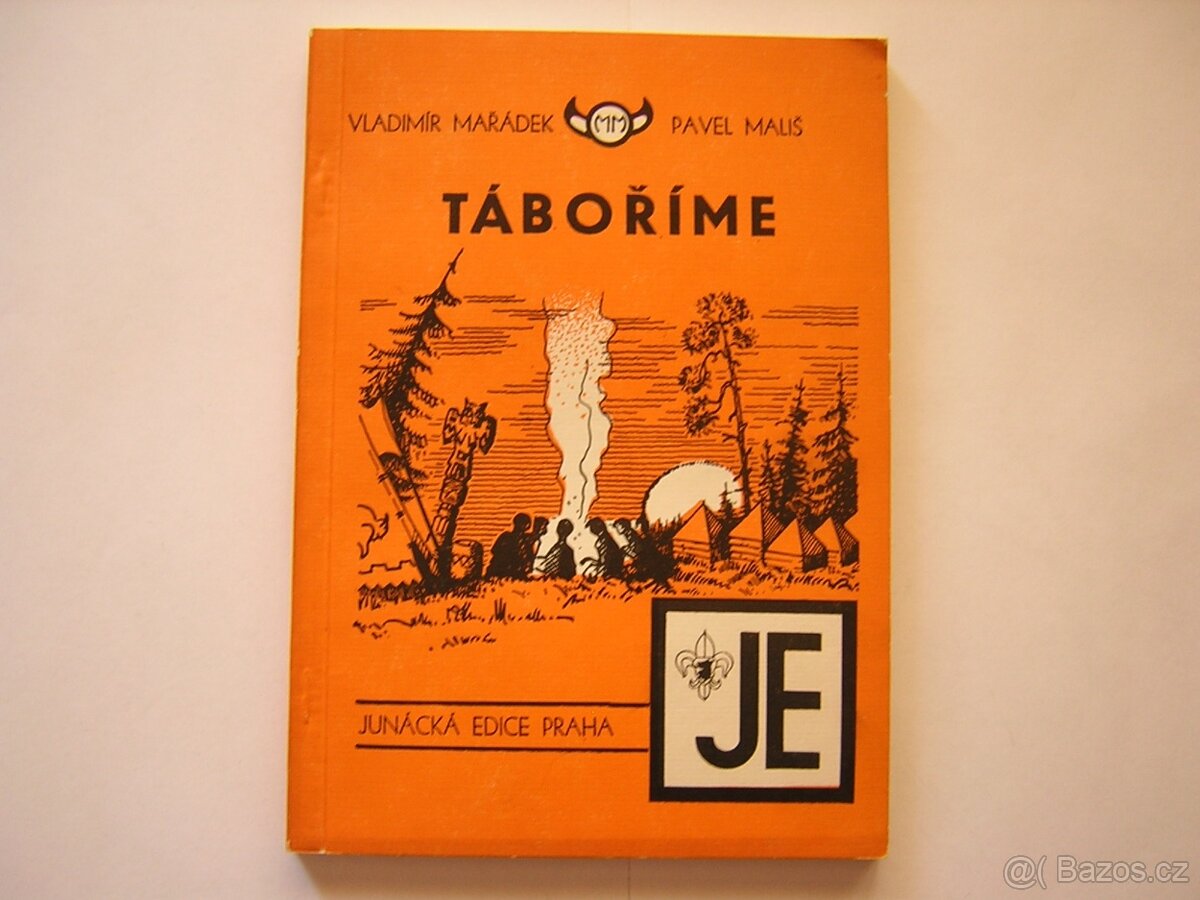 VLADIMÍR MAŘÁDEK MM PAVEL MALIŠ
TÁBOŘÍME
JE
JUNÁCKÁ EDICE PRAHA
@( Bazos.cz